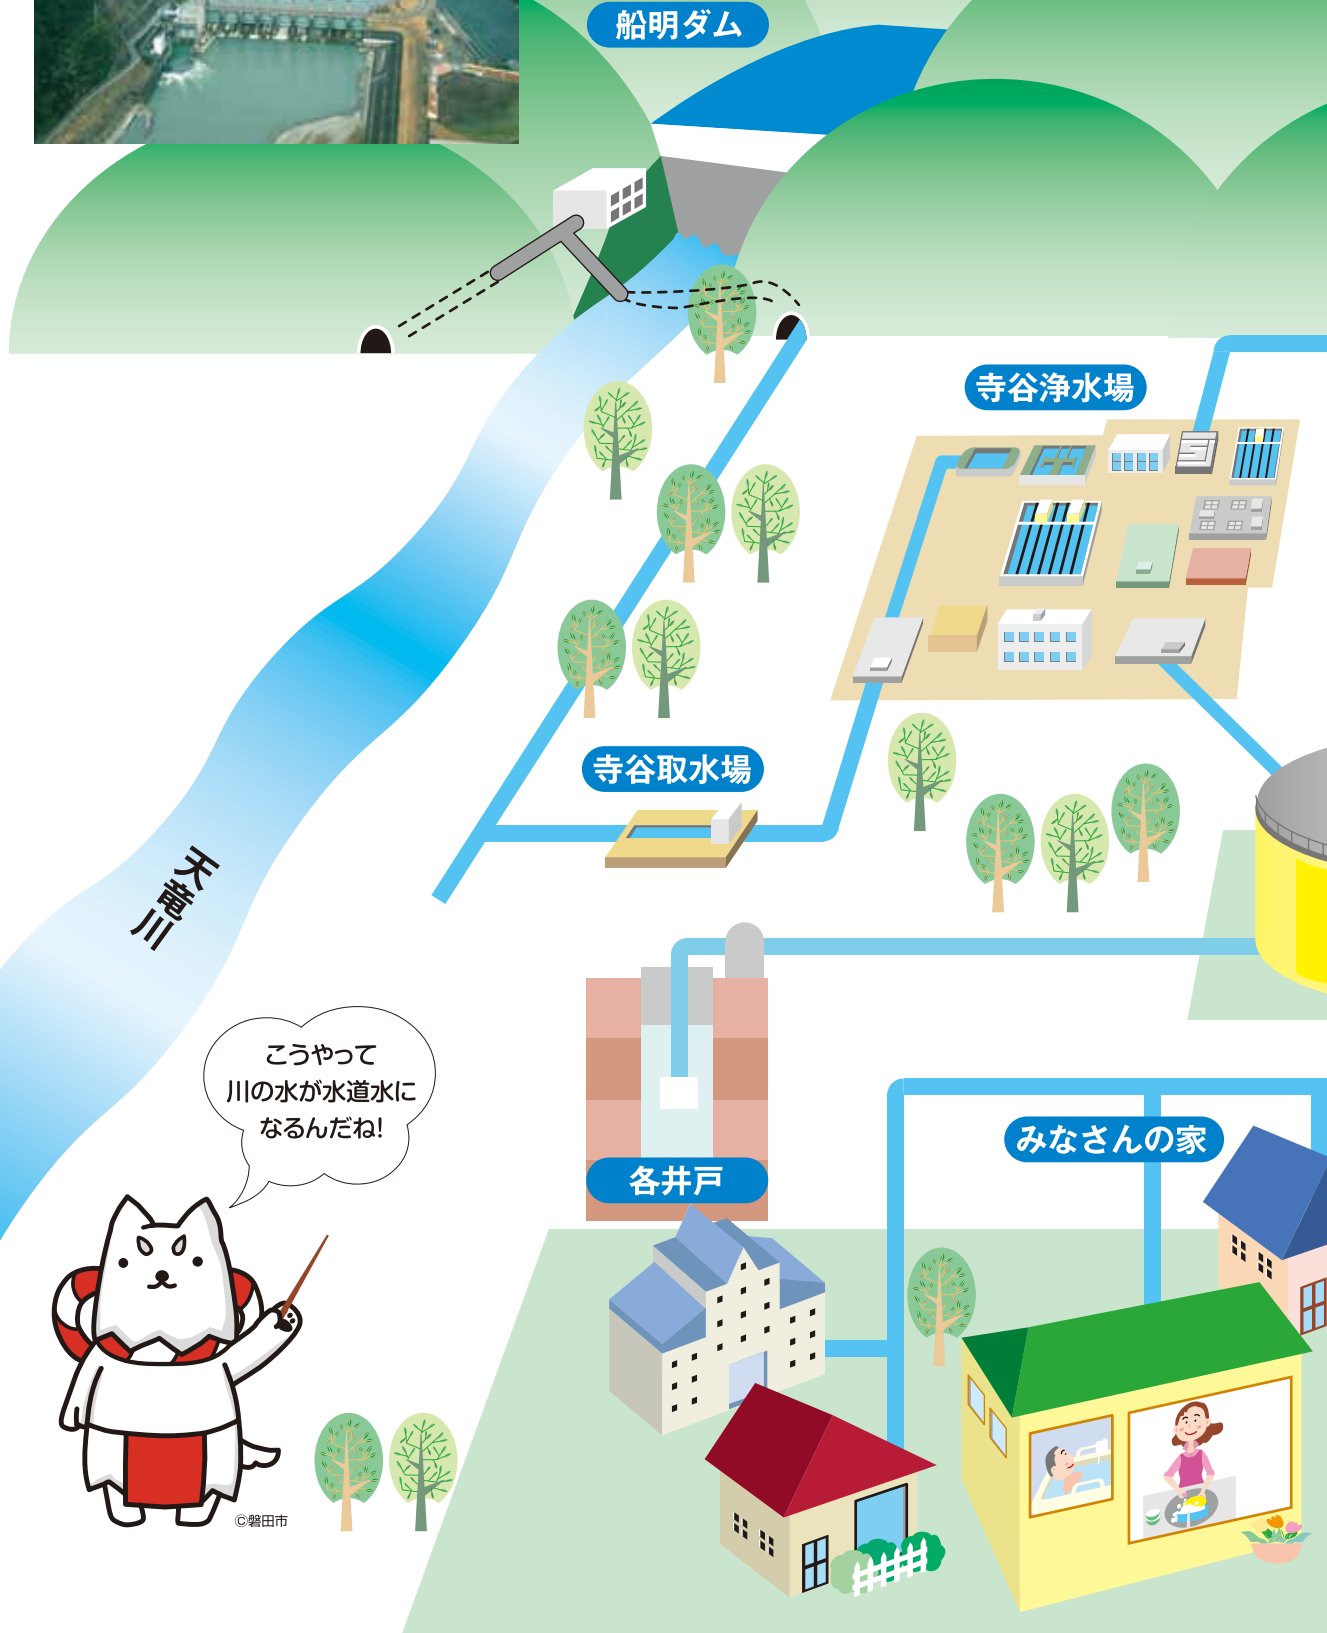 船明ダム
寺谷浄水場
寺谷取水場
天竜川
こうやって
川の水が水道水に
なるんだね!
各井戸
みなさんの家
©磐田市